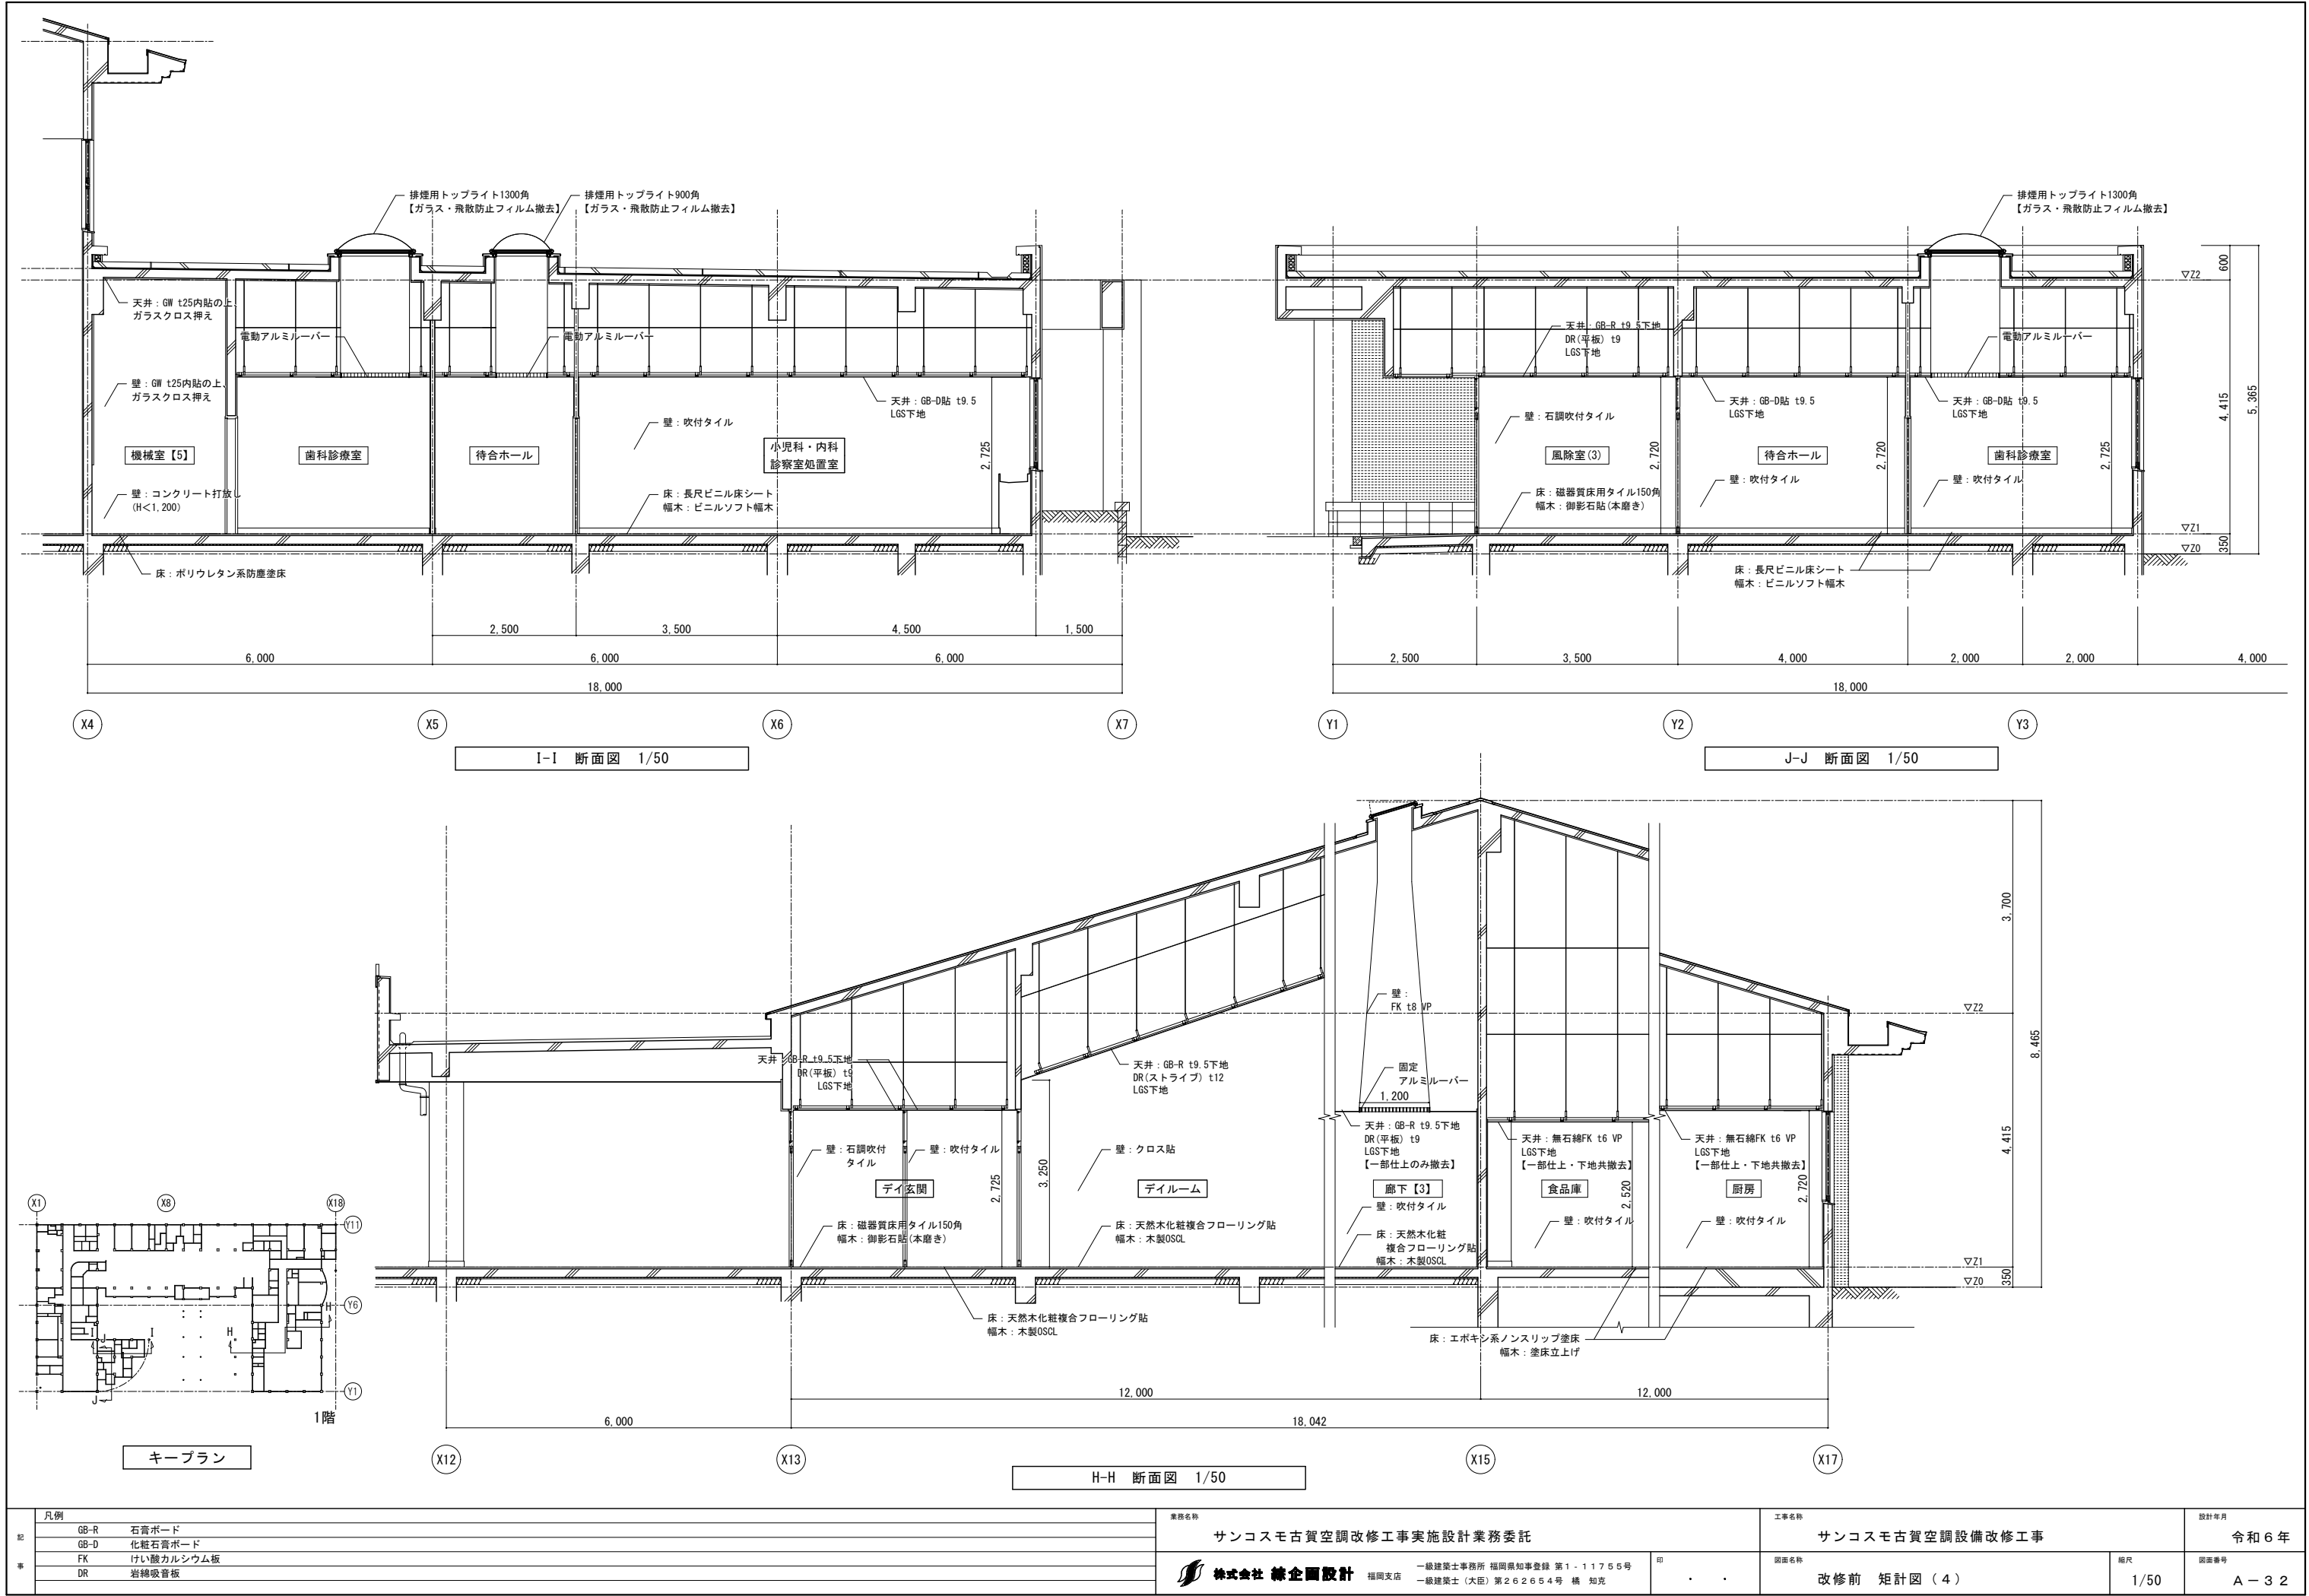 排煙用トップライト1300角
【ガラス・飛散防止フィルム撤去】
排煙用トップライト900角
【ガラス・飛散防止フィルム撤去】
天井：GW t25内貼の上、
ガラスクロス押え
電動アルミルーバー
電動アルミルーバー
壁：GW t25内貼の上、
ガラスクロス押え
天井：GB-D貼 t9.5
LGS下地
壁：吹付タイル
機械室【5】
歯科診療室
待合ホール
小児科・内科
診察室処置室
2,725
壁：コンクリート打放し
(H<1,200)
床：長尺ビニル床シート
幅木：ビニルソフト幅木
床：ポリウレタン系防塵塗床
2,500
3,500
4,500
1,500
6,000
6,000
6,000
18,000
X4
X5
X6
X7
I-I 断面図 1/50
排煙用トップライト1300角
【ガラス・飛散防止フィルム撤去】
▽Z2
600
天井：GB-R t9.5下地
DR(平板) t9
LGS下地
電動アルミルーバー
天井：GB-D貼 t9.5
LGS下地
天井：GB-D貼 t9.5
LGS下地
4,415
5,365
壁：石調吹付タイル
風除室(3)
2,720
待合ホール
2,720
歯科診療室
2,725
壁：吹付タイル
壁：吹付タイル
床：磁器質床用タイル150角
幅木：御影石貼(本磨き)
▽Z1
▽Z0
350
床：長尺ビニル床シート
幅木：ビニルソフト幅木
2,500
3,500
4,000
2,000
2,000
4,000
18,000
Y1
Y2
Y3
J-J 断面図 1/50
3,700
壁：
FK t8 VP
▽Z2
8,465
天井：GB-R t9.5下地
DR(平板) t9
LGS下地
天井：GB-R t9.5下地
DR(ストライプ) t12
LGS下地
固定
アルミルーバー
1,200
天井：GB-R t9.5下地
DR(平板) t9
LGS下地
【一部仕上のみ撤去】
天井：無石綿FK t6 VP
LGS下地
【一部仕上・下地共撤去】
天井：無石綿FK t6 VP
LGS下地
【一部仕上・下地共撤去】
4,415
壁：石調吹付
タイル
壁：吹付タイル
壁：クロス貼
デイ玄関
2,725
3,250
デイルーム
廊下【3】
食品庫
2,520
厨房
2,720
壁：吹付タイル
壁：吹付タイル
壁：吹付タイル
床：磁器質床用タイル150角
幅木：御影石貼(本磨き)
床：天然木化粧複合フローリング貼
幅木：木製OSCL
床：天然木化粧
複合フローリング貼
幅木：木製OSCL
▽Z1
▽Z0
350
床：天然木化粧複合フローリング貼
幅木：木製OSCL
床：エポキシ系ノンスリップ塗床
幅木：塗床立上げ
12,000
12,000
6,000
18,042
X12
X13
X15
X17
H-H 断面図 1/50
X1
X8
X18
Y11
Y6
Y1
H
H
I
I
J
J
1階
キープラン
記事
凡例
GB-R 石膏ボード
GB-D 化粧石膏ボード
FK けい酸カルシウム板
DR 岩綿吸音板
業務名称
サンコスモ古賀空調改修工事実施設計業務委託
工事名称
サンコスモ古賀空調設備改修工事
設計年月
令和６年
株式会社 綜企画設計 福岡支店
一級建築士事務所 福岡県知事登録 第１-１１７５５号
一級建築士（大臣）第２６２６５４号 橘 知克
印
図面名称
改修前 矩計図（４）
縮尺
1/50
図面番号
Ａ－３２